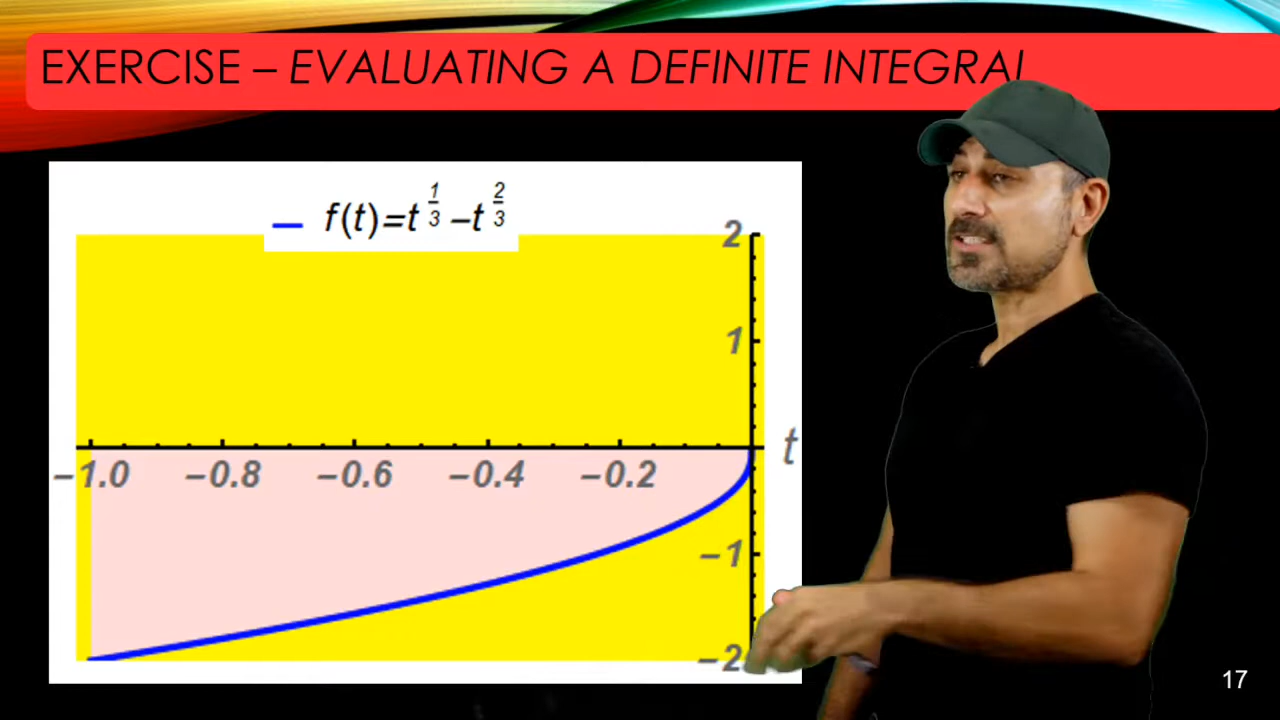 EXERCISE – EVALUATING A DEFINITE INTEGRAL
f(t)=t^{1/3}–t^{2/3}
2
1
t
–1.0 –0.8 –0.6 –0.4 –0.2
–1
–2
17